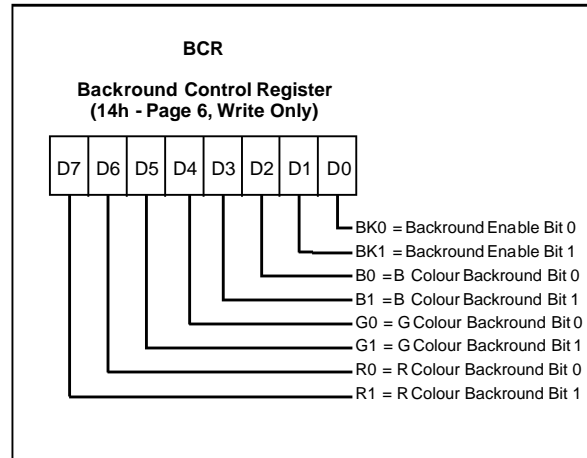 BCR
Backround Control Register
(14h - Page 6, Write Only)
D7 D6 D5 D4 D3 D2 D1 D0
BK0 = Backround Enable Bit 0
BK1 = Backround Enable Bit 1
B0 = B Colour Backround Bit 0
B1 = B Colour Backround Bit 1
G0 = G Colour Backround Bit 0
G1 = G Colour Backround Bit 1
R0 = R Colour Backround Bit 0
R1 = R Colour Backround Bit 1